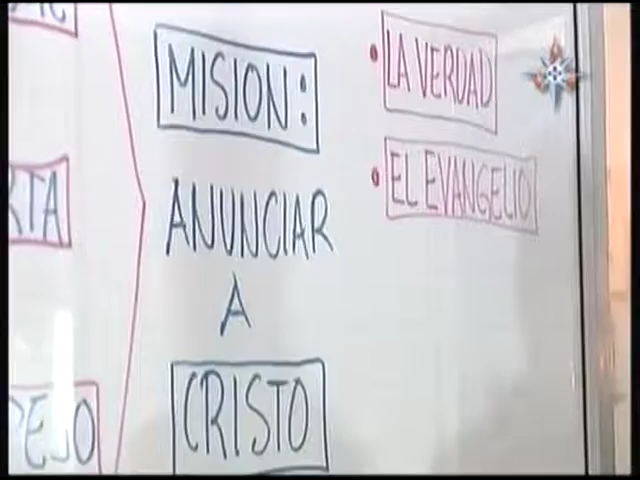 MISION:
ANUNCIAR
A
CRISTO
LA VERDAD
EL EVANGELIO